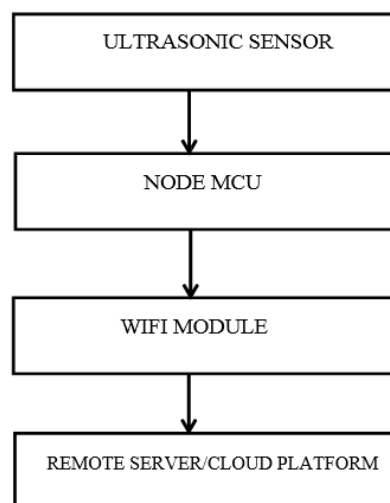 ULTRASONIC SENSOR
NODE MCU
WIFI MODULE
REMOTE SERVER/CLOUD PLATFORM